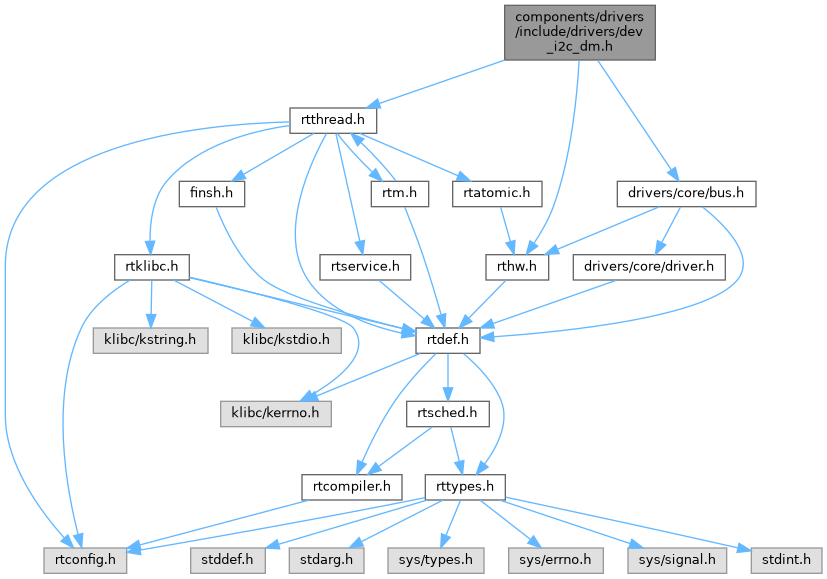 components/drivers
/include/drivers/dev
_i2c_dm.h
rtthread.h
finsh.h
rtm.h
rtatomic.h
drivers/core/bus.h
rtklibc.h
rtservice.h
rthw.h
drivers/core/driver.h
klibc/kstring.h
klibc/kstdio.h
rtdef.h
klibc/kerrno.h
rtsched.h
rtcompiler.h
rttypes.h
rtconfig.h
stddef.h
stdarg.h
sys/types.h
sys/errno.h
sys/signal.h
stdint.h